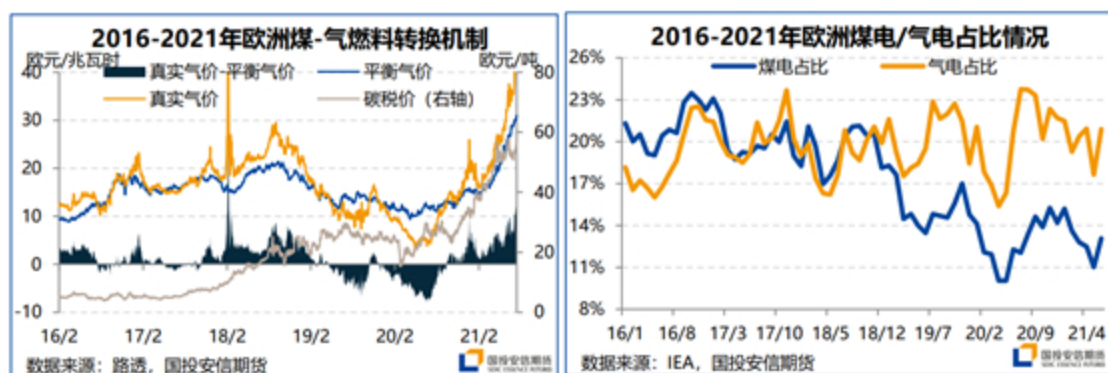 2016-2021年欧洲煤-气燃料转换机制
欧元/兆瓦时
欧元/吨
真实气价-平衡气价
平衡气价
真实气价
碳税价（右轴）
40
30
20
10
0
-10
80
60
40
20
0
16/2 17/2 18/2 19/2 20/2 21/2
数据来源：路透，国投安信期货
国投安信期货
SDIC ESSENCE FUTURES
2016-2021年欧洲煤电/气电占比情况
煤电占比
气电占比
26%
23%
20%
17%
14%
11%
8%
16/1 16/8 17/3 17/10 18/5 18/12 19/7 20/2 20/9 21/4
数据来源：IEA，国投安信期货
国投安信期货
SDIC ESSENCE FUTURES